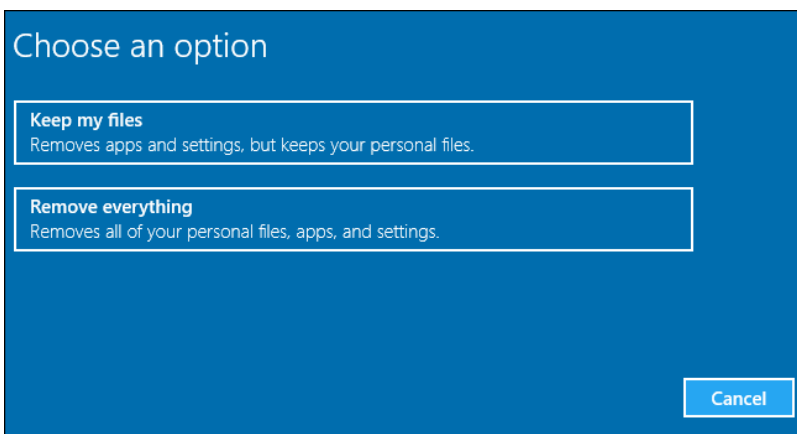 Choose an option
Keep my files
Removes apps and settings, but keeps your personal files.
Remove everything
Removes all of your personal files, apps, and settings.
Cancel